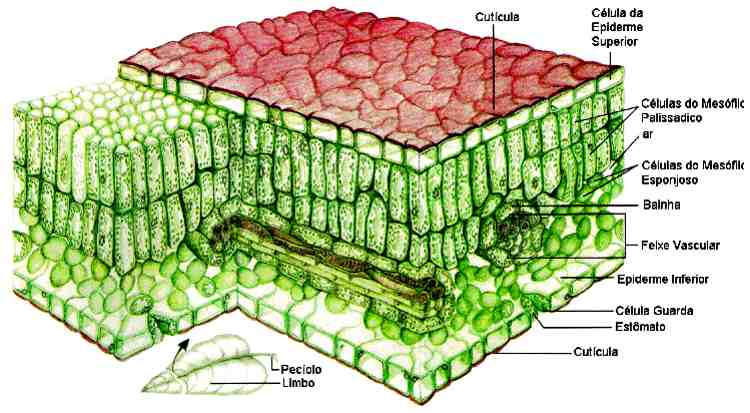 Cutícula
Célula da
Epiderme
Superior
Células do Mesófilo
Palissadico
ar
Células do Mesófilo
Esponjoso
Bainha
Feixe Vascular
Epiderme Inferior
Célula Guarda
Estômato
Cutícula
Pecíolo
Limbo